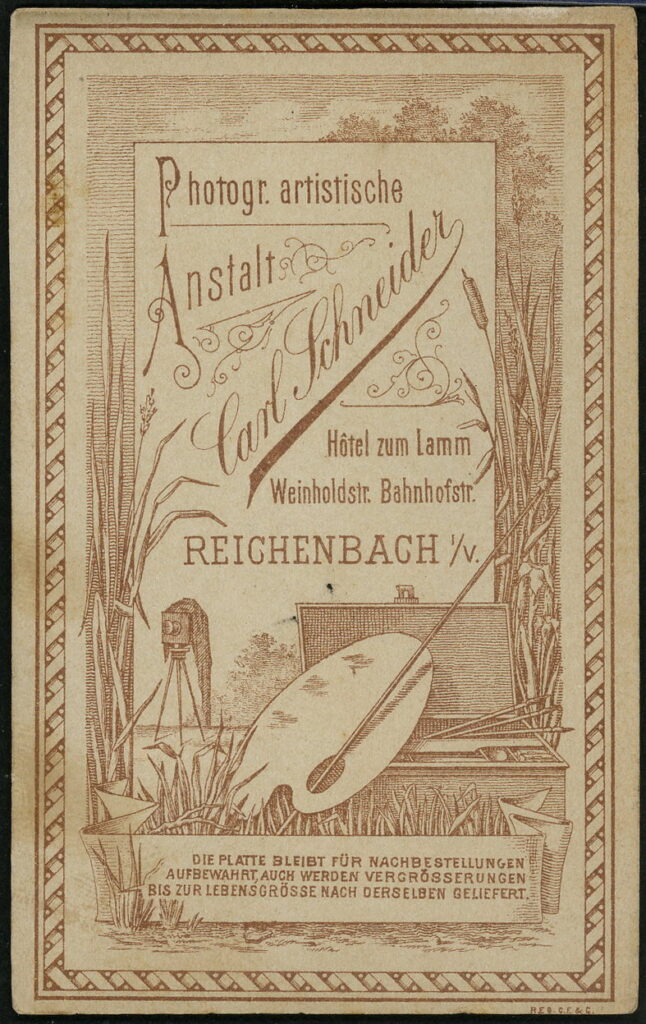 Photogr. artistische
Anstalt
Carl Schneider
Hôtel zum Lamm
Weinholdstr. Bahnhofstr.
REICHENBACH i/V.
DIE PLATTE BLEIBT FÜR NACHBESTELLUNGEN
AUFBEWAHRT, AUCH WERDEN VERGRÖSSERUNGEN
BIS ZUR LEBENSGRÖSSE NACH DERSELBEN GELIEFERT.
REG. C.F. & C.